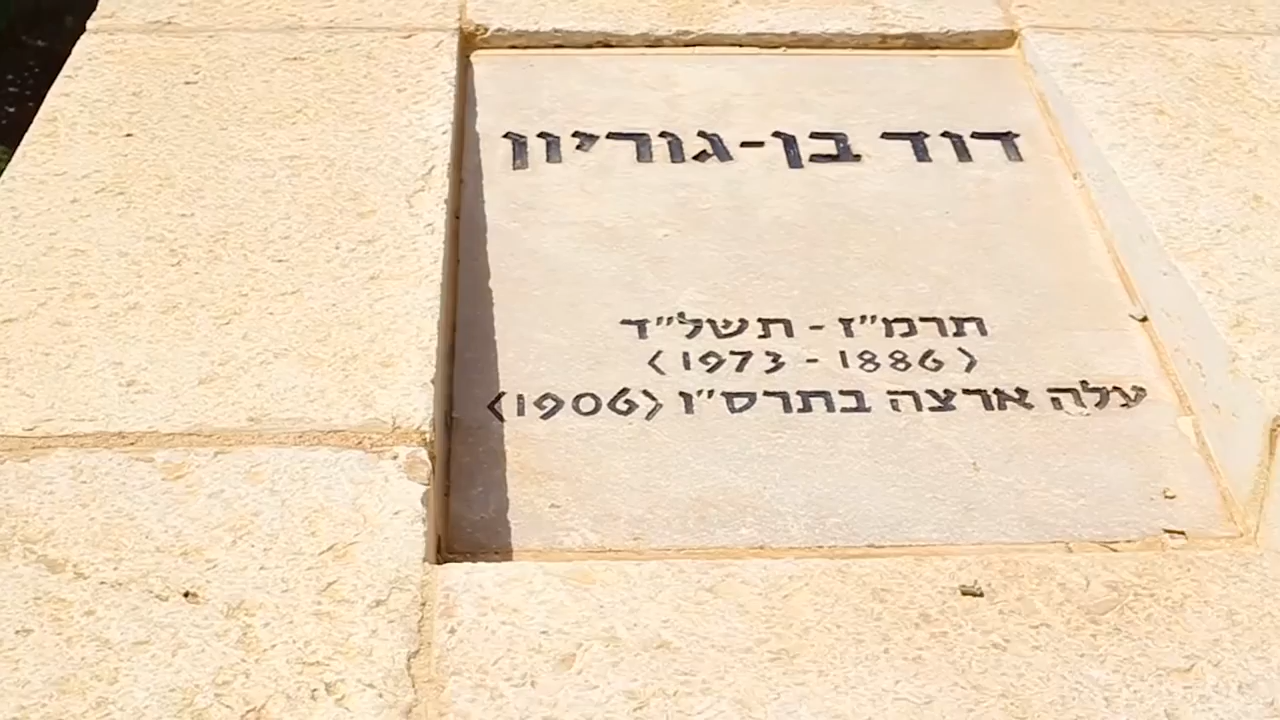 דוד בן-גוריון
תרמ"ז - תשל"ד
(1886 - 1973)
עלה ארצה בתרס"ו (1906)